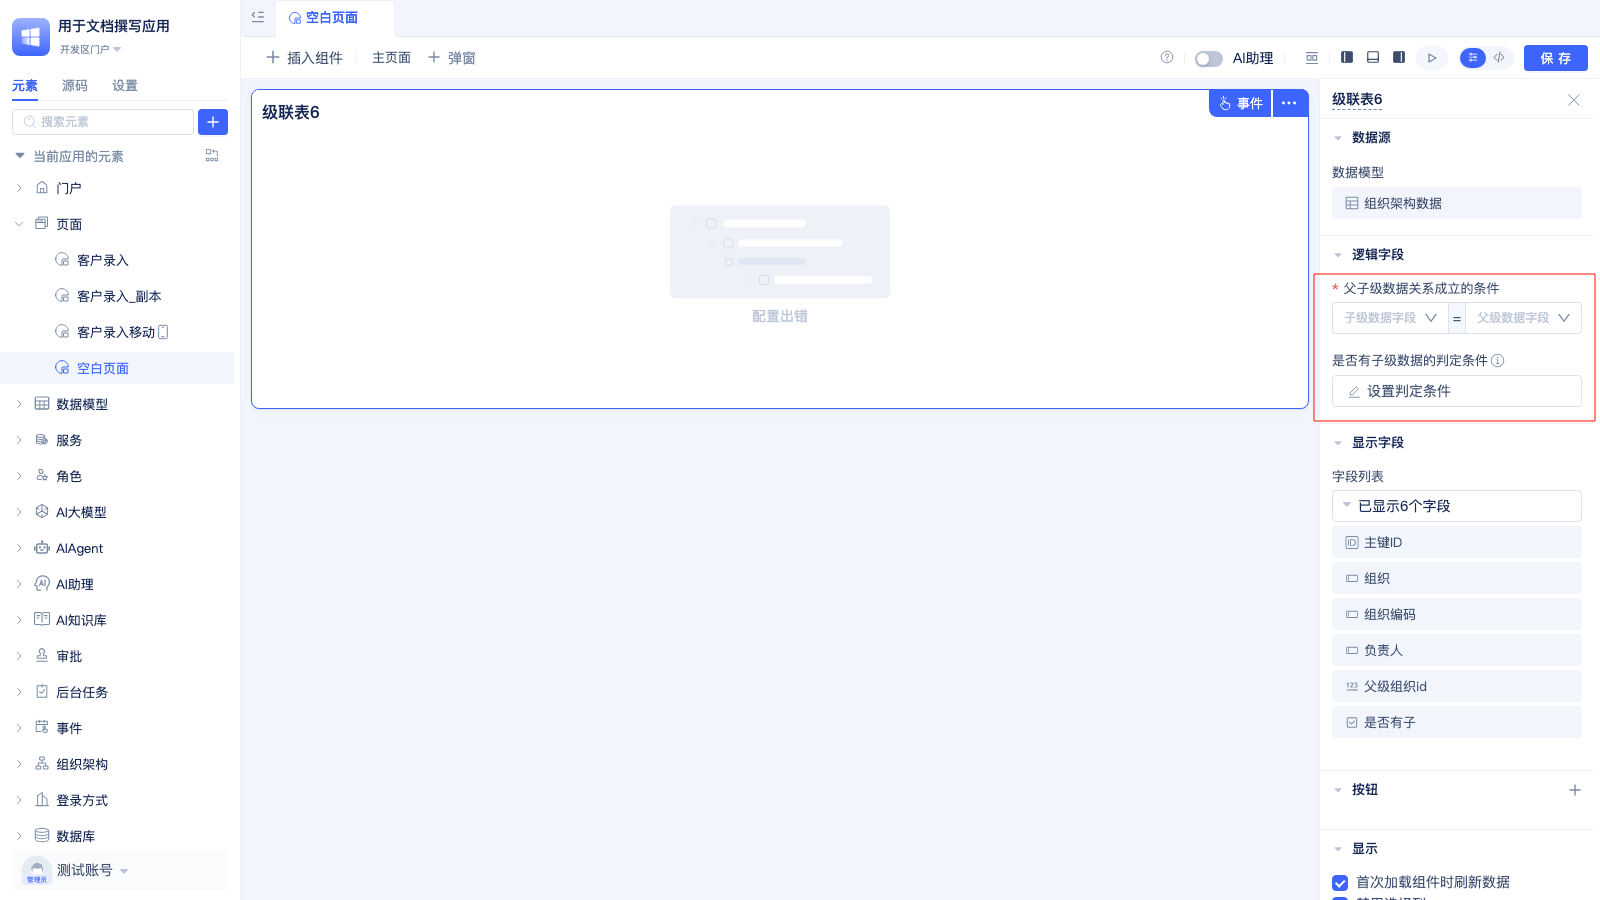 用于文档撰写应用
开发区门户
元素 源码 设置
搜索元素
当前应用的元素
门户
页面
客户录入
客户录入_副本
客户录入移动
空白页面
数据模型
服务
角色
AI大模型
AIAgent
AI助理
AI知识库
审批
后台任务
事件
组织架构
登录方式
数据库
管理员
测试账号
空白页面
插入组件 主页面 弹窗
AI助理
保存
级联表6
事件
配置出错
级联表6
数据源
数据模型
组织架构数据
逻辑字段
* 父子级数据关系成立的条件
子级数据字段 = 父级数据字段
是否有子级数据的判定条件
设置判定条件
显示字段
字段列表
已显示6个字段
主键ID
组织
组织编码
负责人
父级组织id
是否有子
按钮
显示
首次加载组件时刷新数据